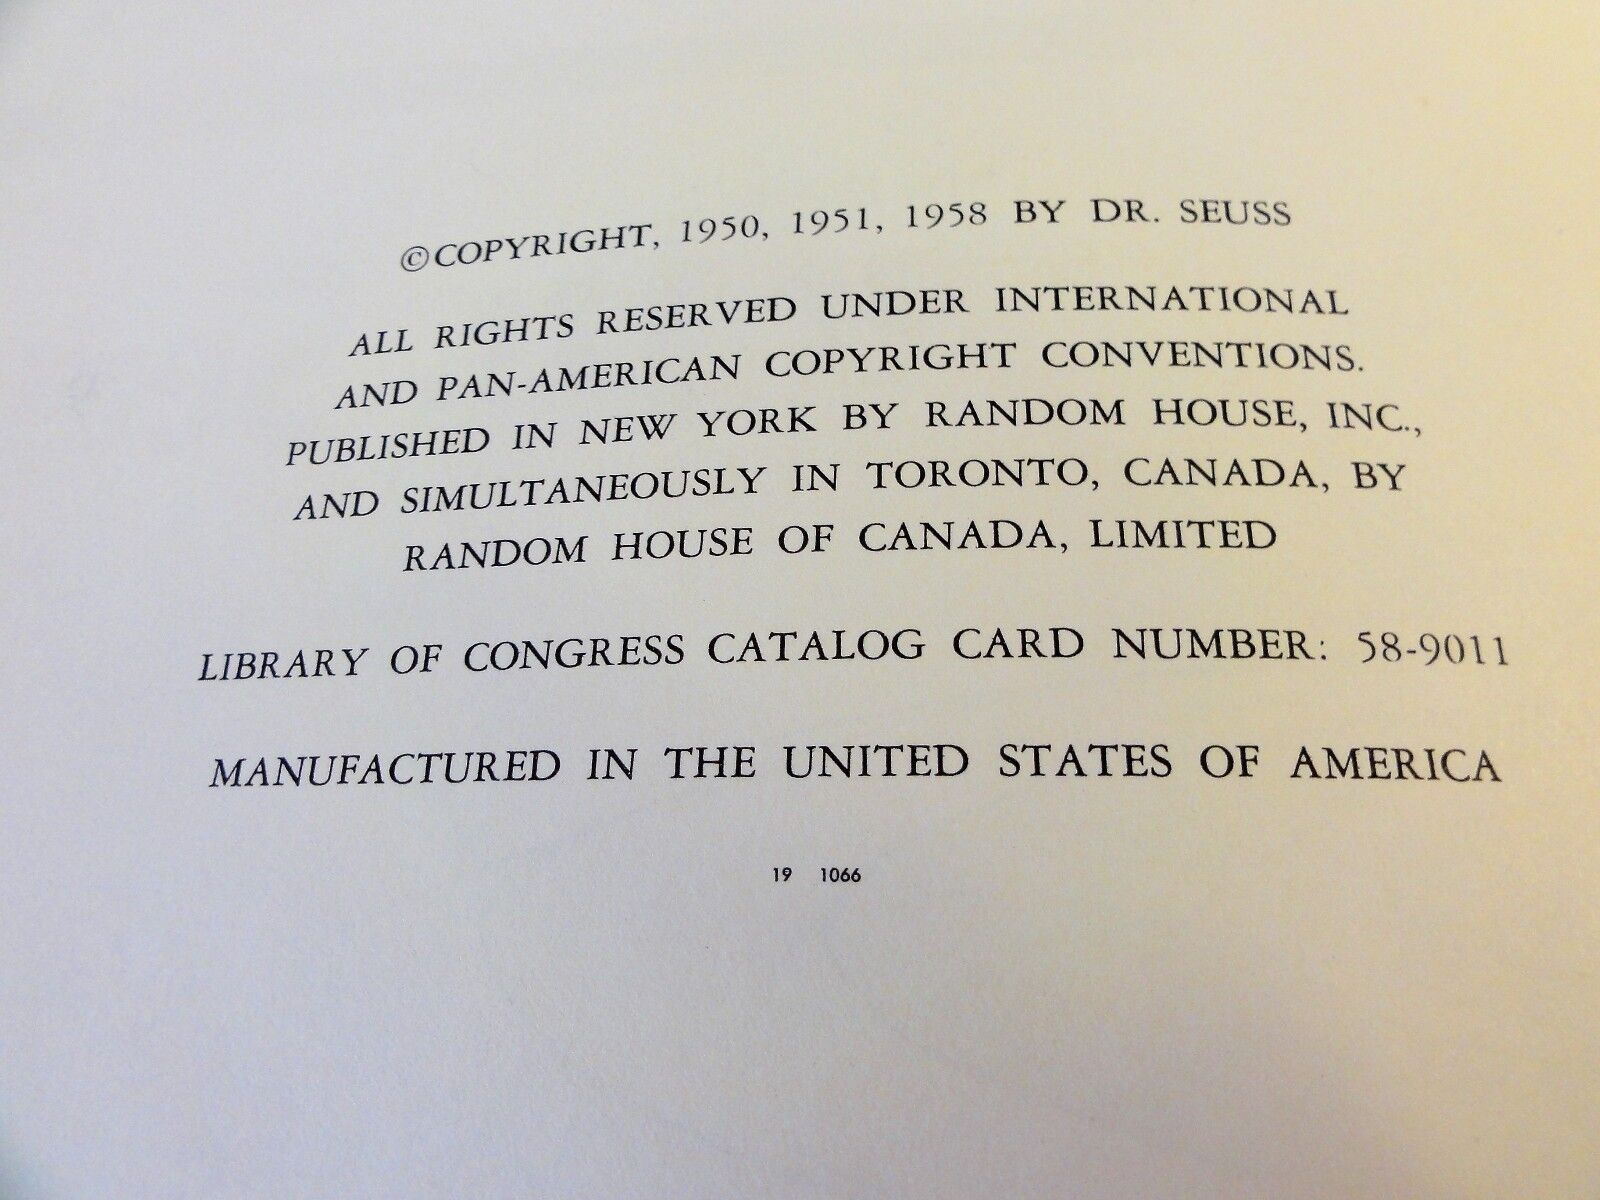 ©COPYRIGHT, 1950, 1951, 1958 BY DR. SEUSS
ALL RIGHTS RESERVED UNDER INTERNATIONAL
AND PAN-AMERICAN COPYRIGHT CONVENTIONS.
PUBLISHED IN NEW YORK BY RANDOM HOUSE, INC.,
AND SIMULTANEOUSLY IN TORONTO, CANADA, BY
RANDOM HOUSE OF CANADA, LIMITED
LIBRARY OF CONGRESS CATALOG CARD NUMBER: 58-9011
MANUFACTURED IN THE UNITED STATES OF AMERICA
19 1066